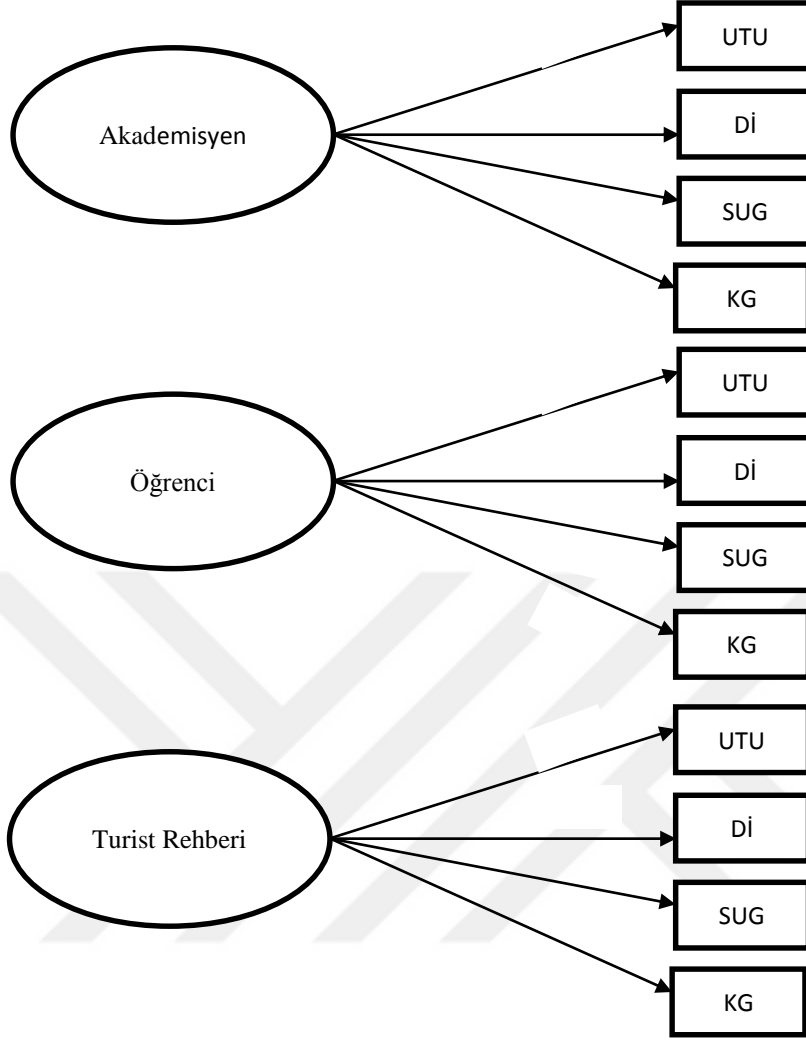 UTU
Akademisyen
Dİ
SUG
KG
UTU
Öğrenci
Dİ
SUG
KG
UTU
Turist Rehberi
Dİ
SUG
KG